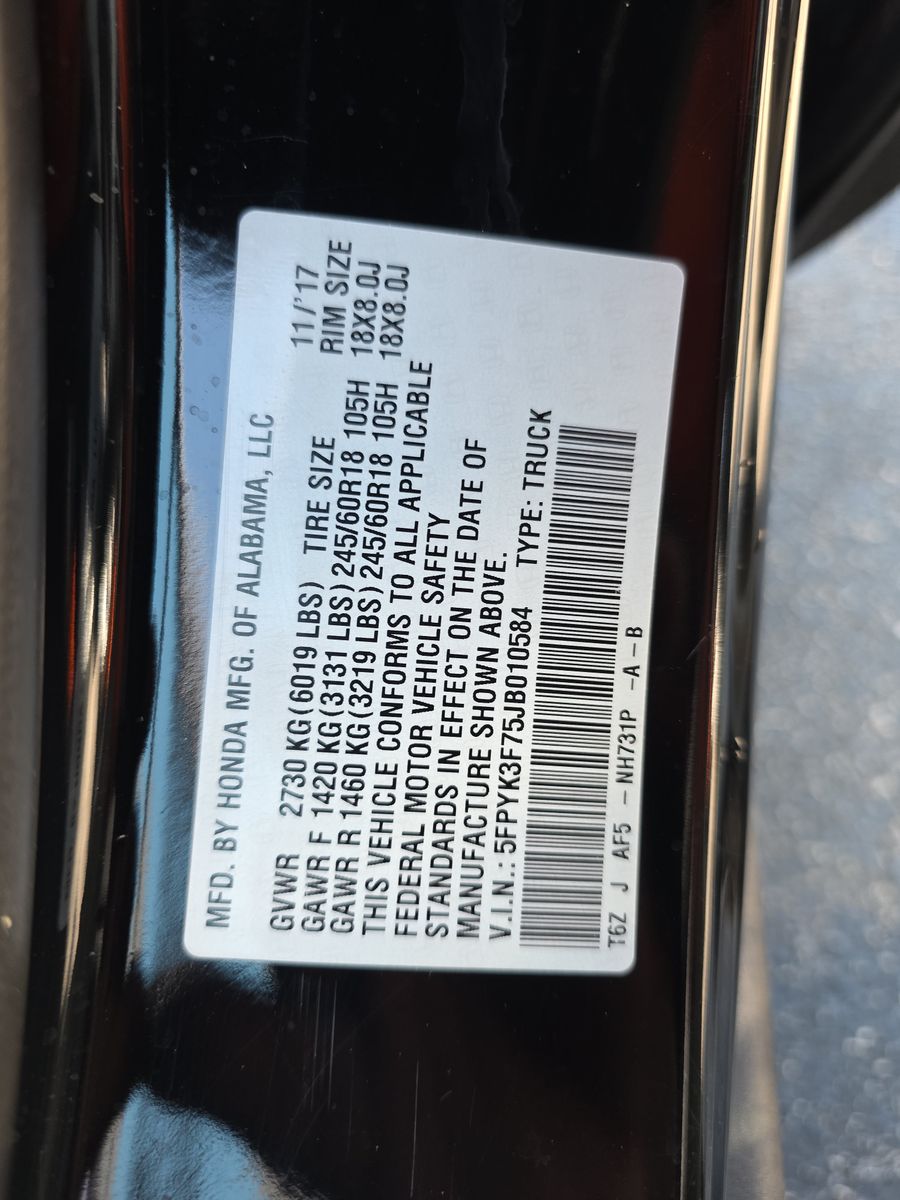 MFD. BY HONDA MFG. OF ALABAMA, LLC
11/'17
GVWR 2730 KG(6019 LBS) TIRE SIZE RIM SIZE
GAWR F 1420 KG(3131 LBS) 245/60R18 105H 18X8.0J
GAWR R 1460 KG(3219 LBS) 245/60R18 105H 18X8.0J
THIS VEHICLE CONFORMS TO ALL APPLICABLE
FEDERAL MOTOR VEHICLE SAFETY
STANDARDS IN EFFECT ON THE DATE OF
MANUFACTURE SHOWN ABOVE.
V.I.N.: 5FPYK3F75JB010584 TYPE: TRUCK
T6Z J AF5 - NH731P -A -B